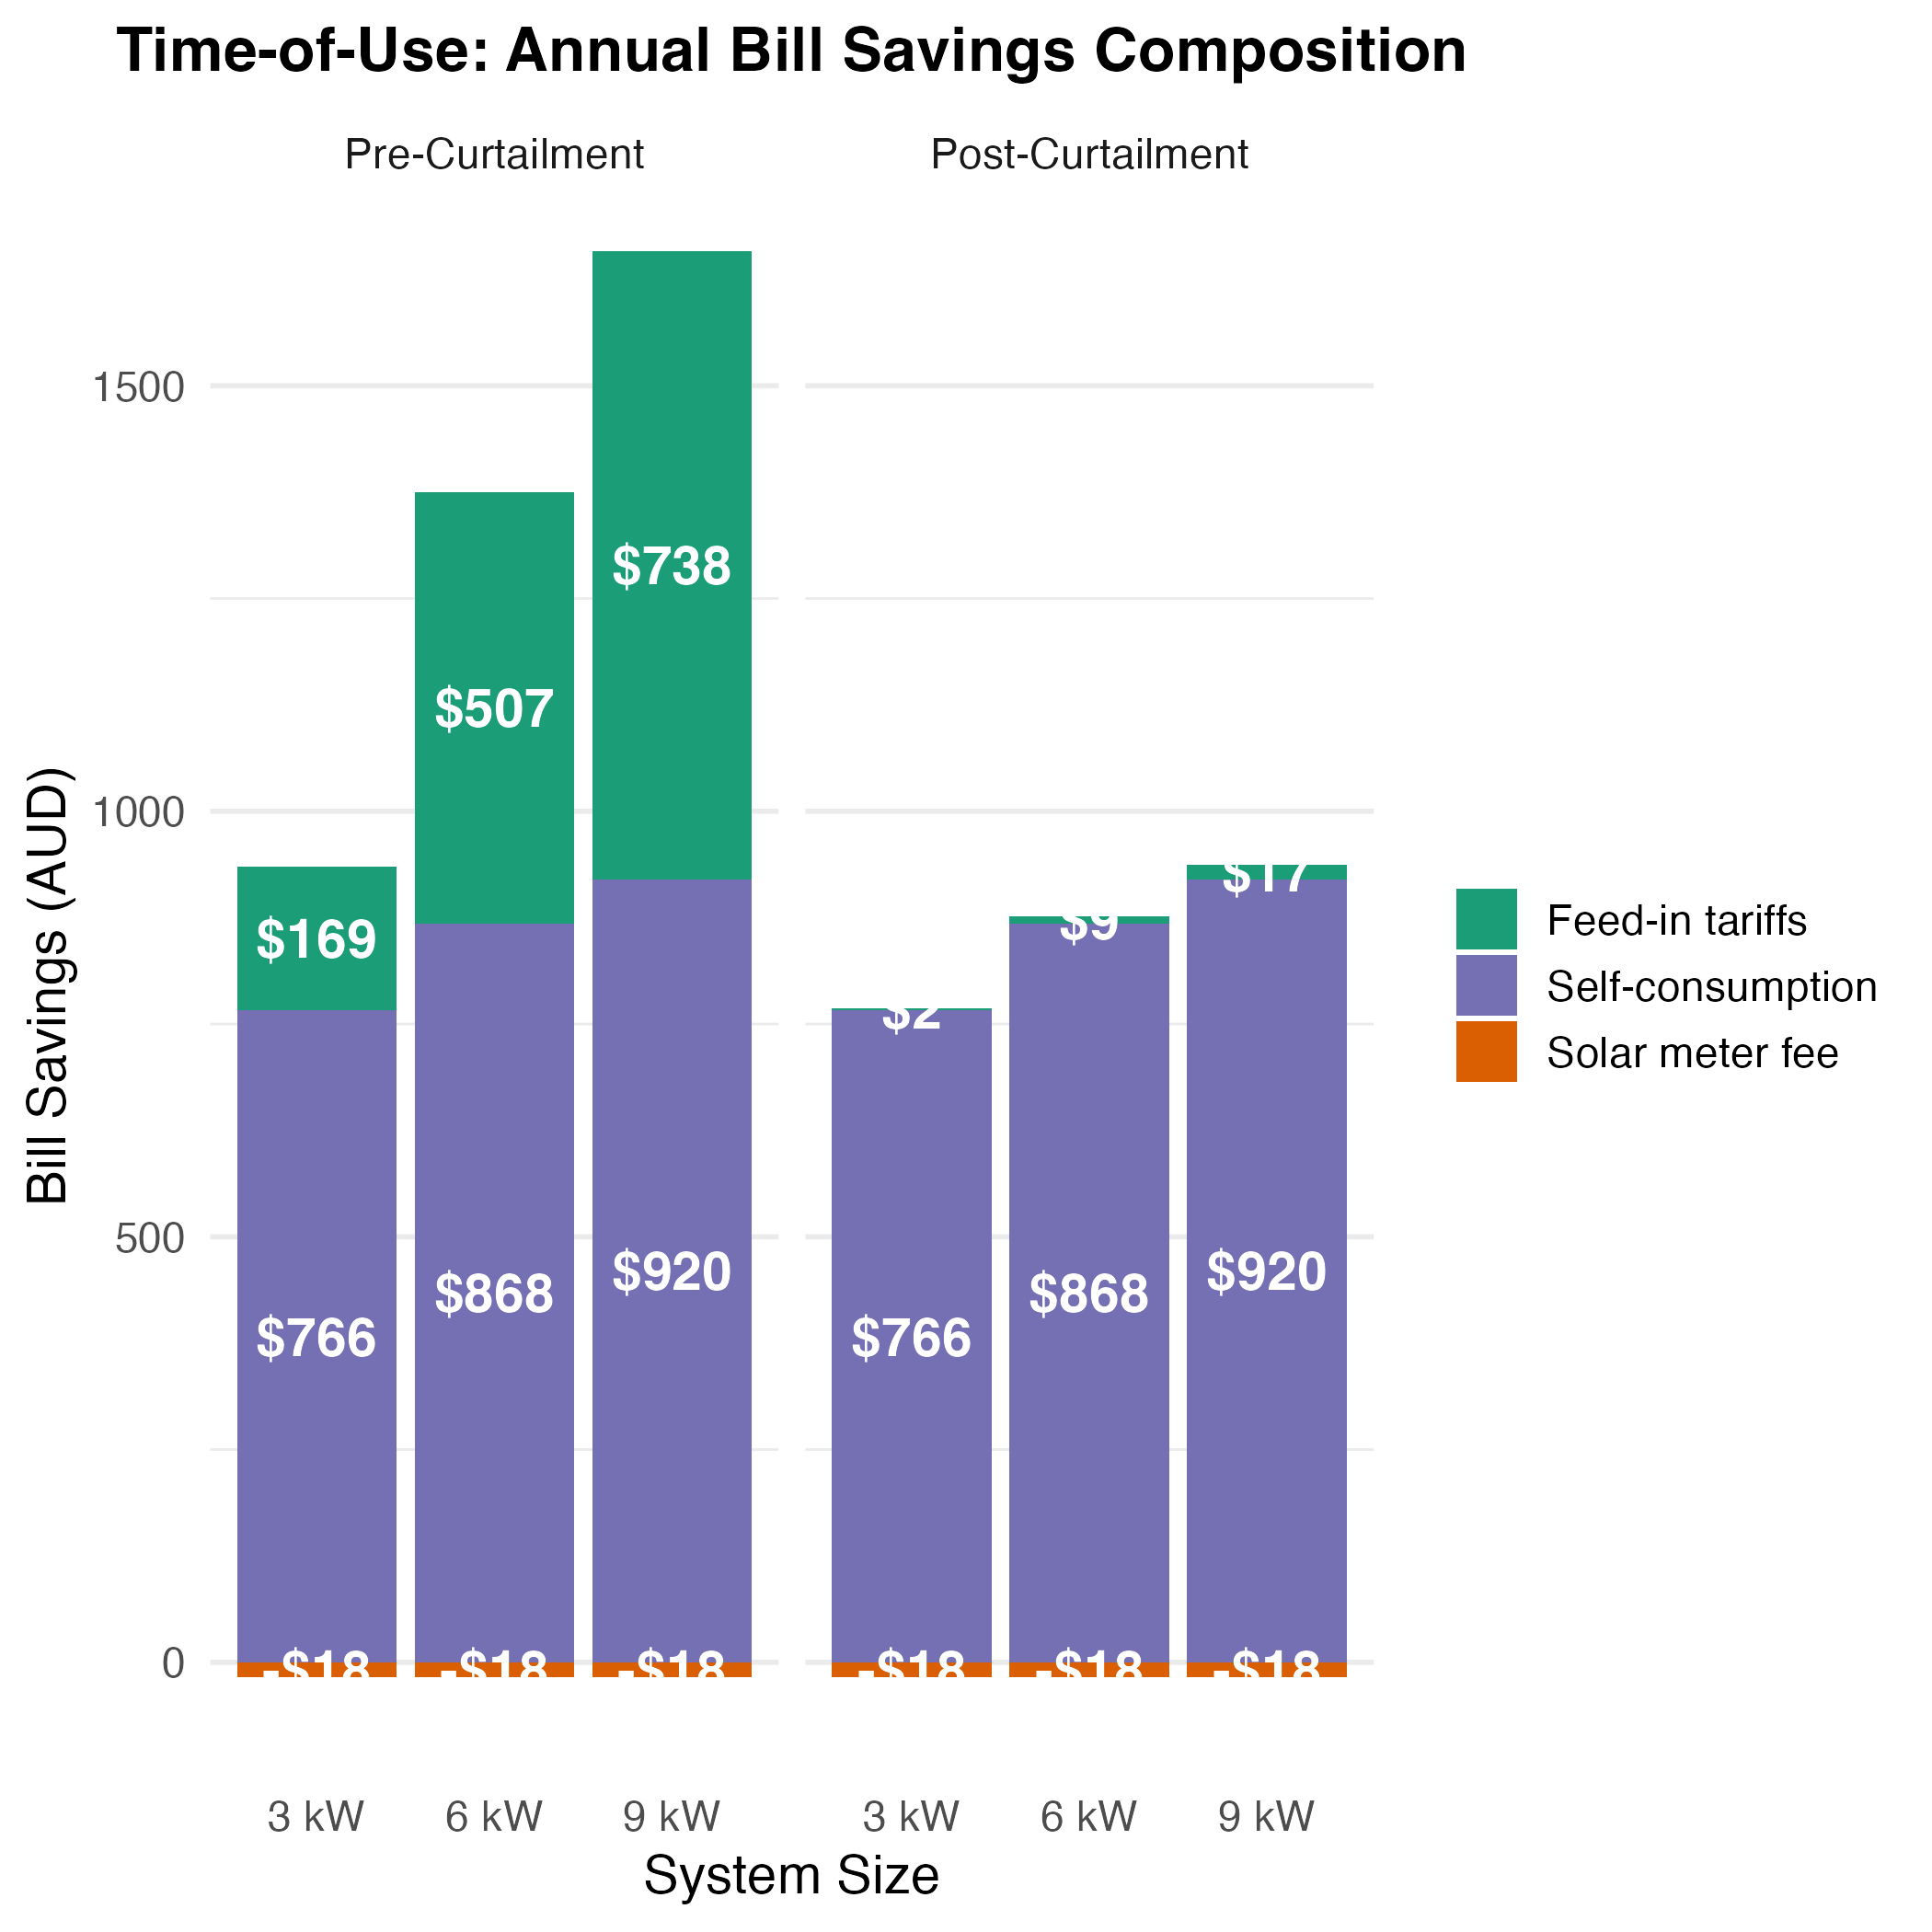 Time-of-Use: Annual Bill Savings Composition
Pre-Curtailment
Post-Curtailment
Bill Savings (AUD)
1500
1000
500
0
$169
$507
$738
$766
$868
$920
-$18
-$18
-$18
$2
$9
$17
$766
$868
$920
-$18
-$18
-$18
3 kW
6 kW
9 kW
3 kW
6 kW
9 kW
System Size
Feed-in tariffs
Self-consumption
Solar meter fee